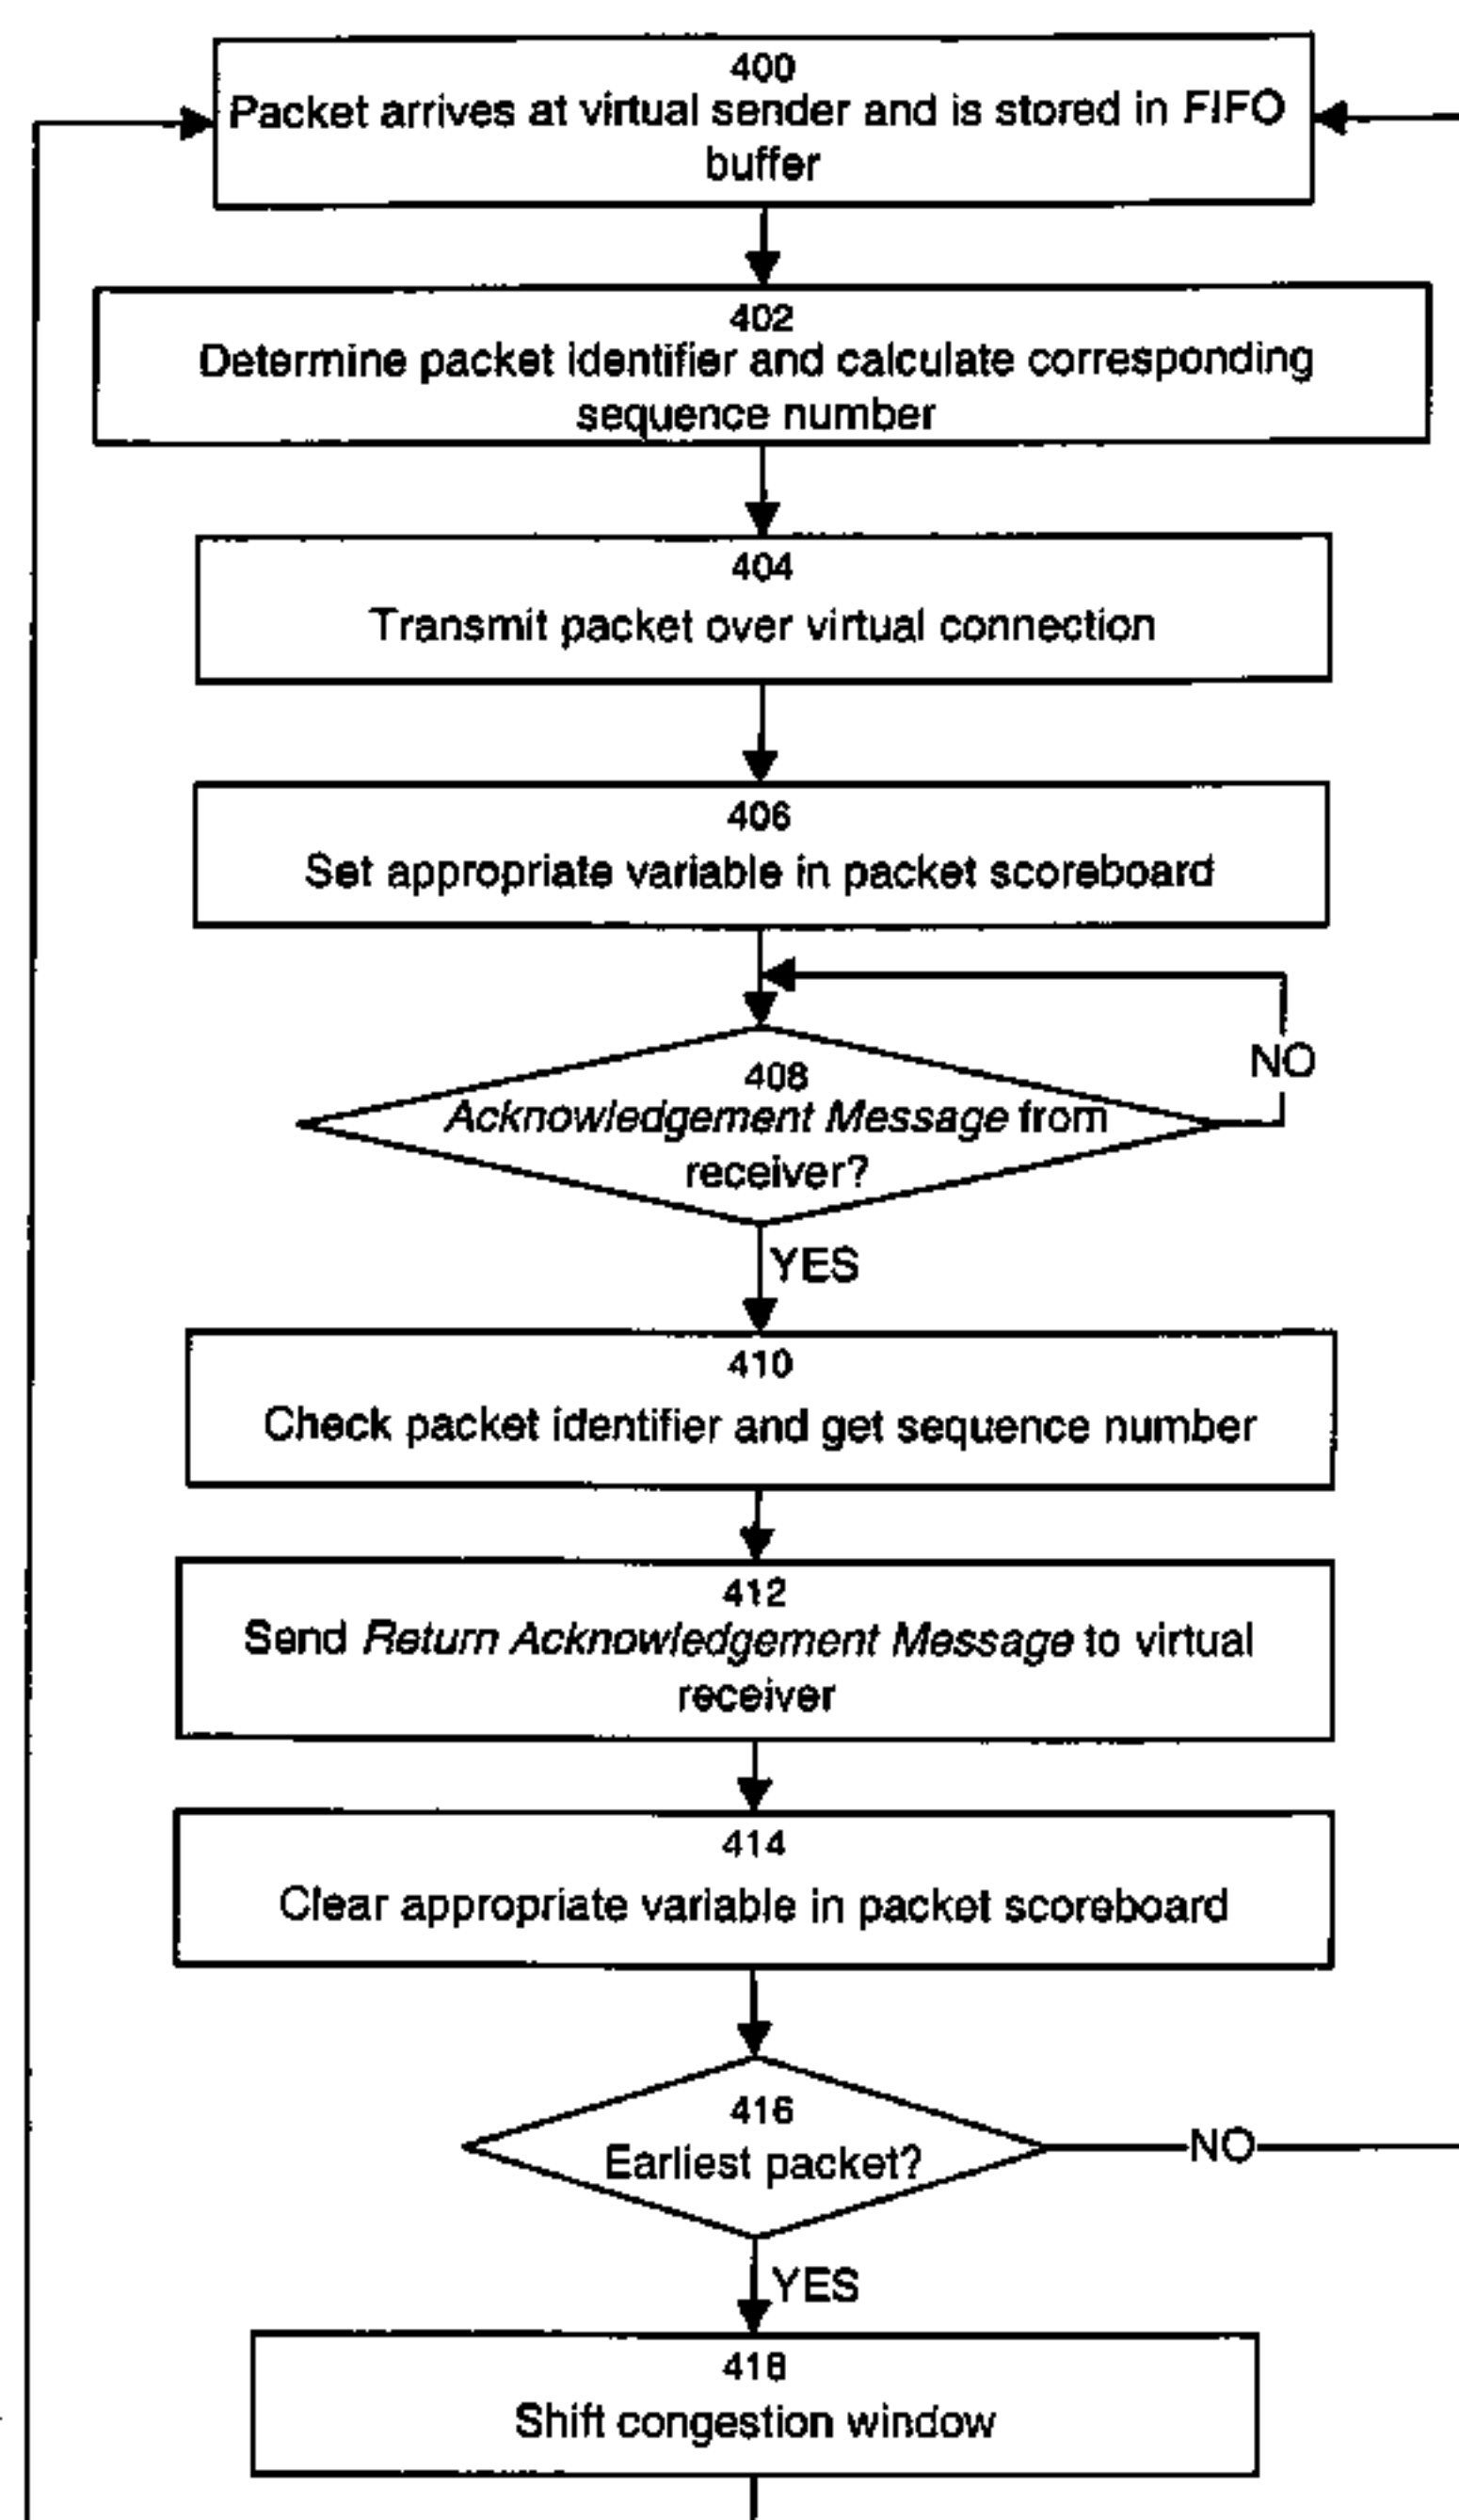 400
Packet arrives at virtual sender and is stored in FIFO
buffer
402
Determine packet identifier and calculate corresponding
sequence number
404
Transmit packet over virtual connection
406
Set appropriate variable in packet scoreboard
408
Acknowledgement Message from
receiver?
NO
YES
410
Check packet identifier and get sequence number
412
Send Return Acknowledgement Message to virtual
receiver
414
Clear appropriate variable in packet scoreboard
416
Earliest packet?
NO
YES
418
Shift congestion window